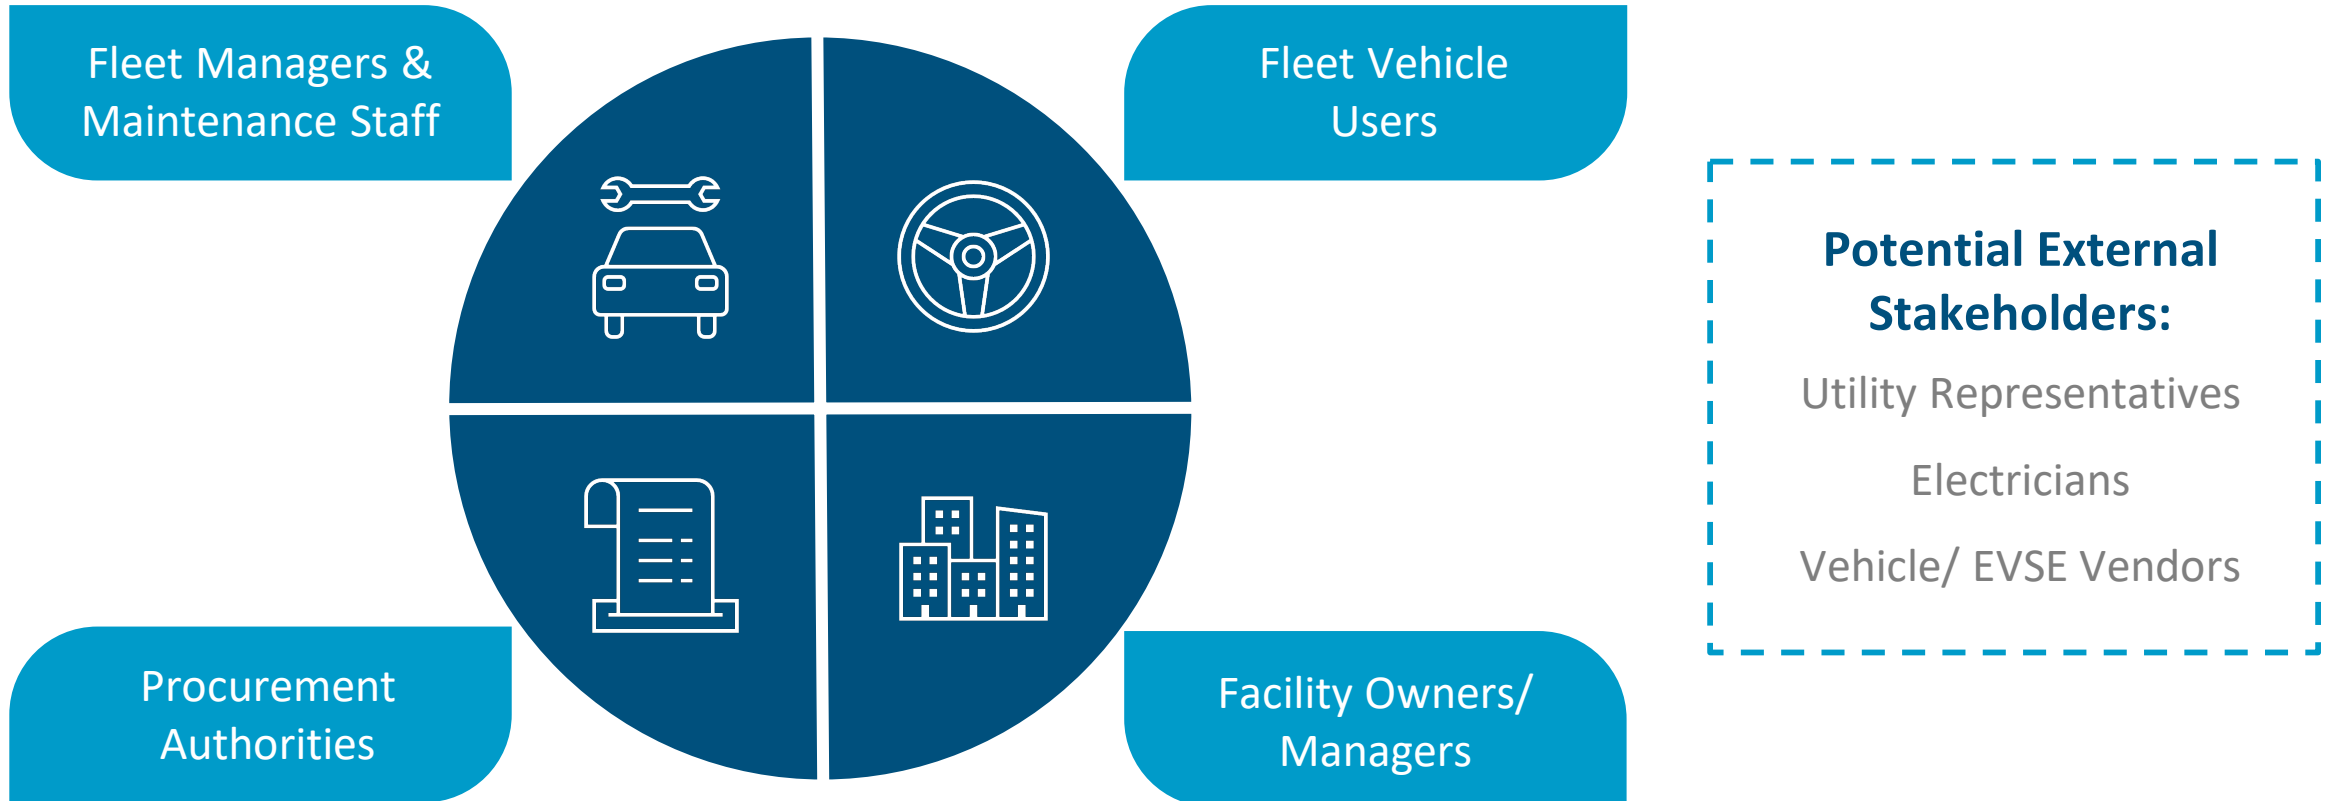 Fleet Managers &
Maintenance Staff
Fleet Vehicle
Users
Procurement
Authorities
Facility Owners/
Managers
Potential External
Stakeholders:
Utility Representatives
Electricians
Vehicle/ EVSE Vendors